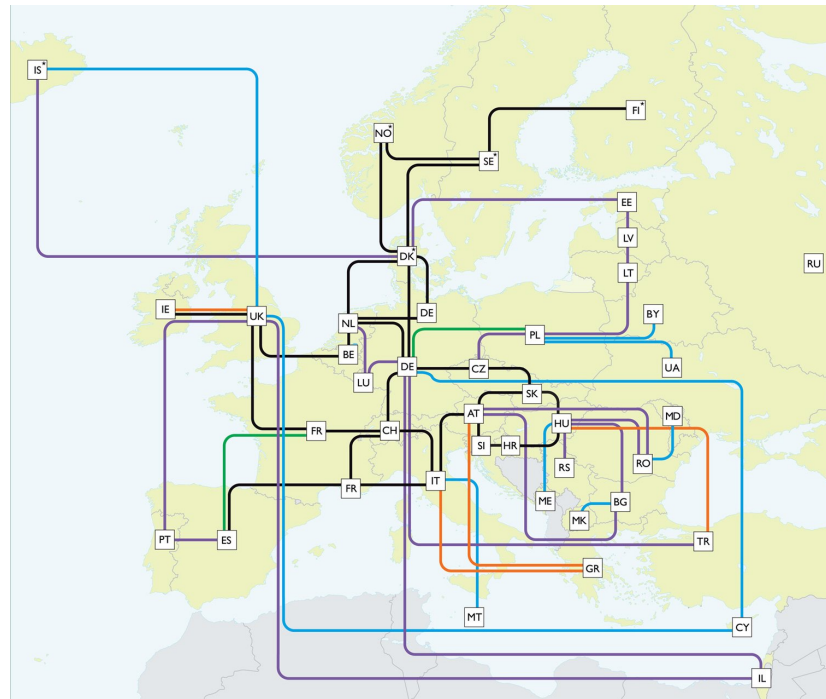 IS*
FI*
NO*
SE*
EE
LV
DK*
RU
LT
IE
UK
NL
DE
BY
BE
PL
LU
DE
CZ
UA
SK
FR
CH
AT
HU
MD
SI
HR
RO
RS
FR
IT
ME
BG
MK
PT
ES
TR
GR
MT
CY
IL